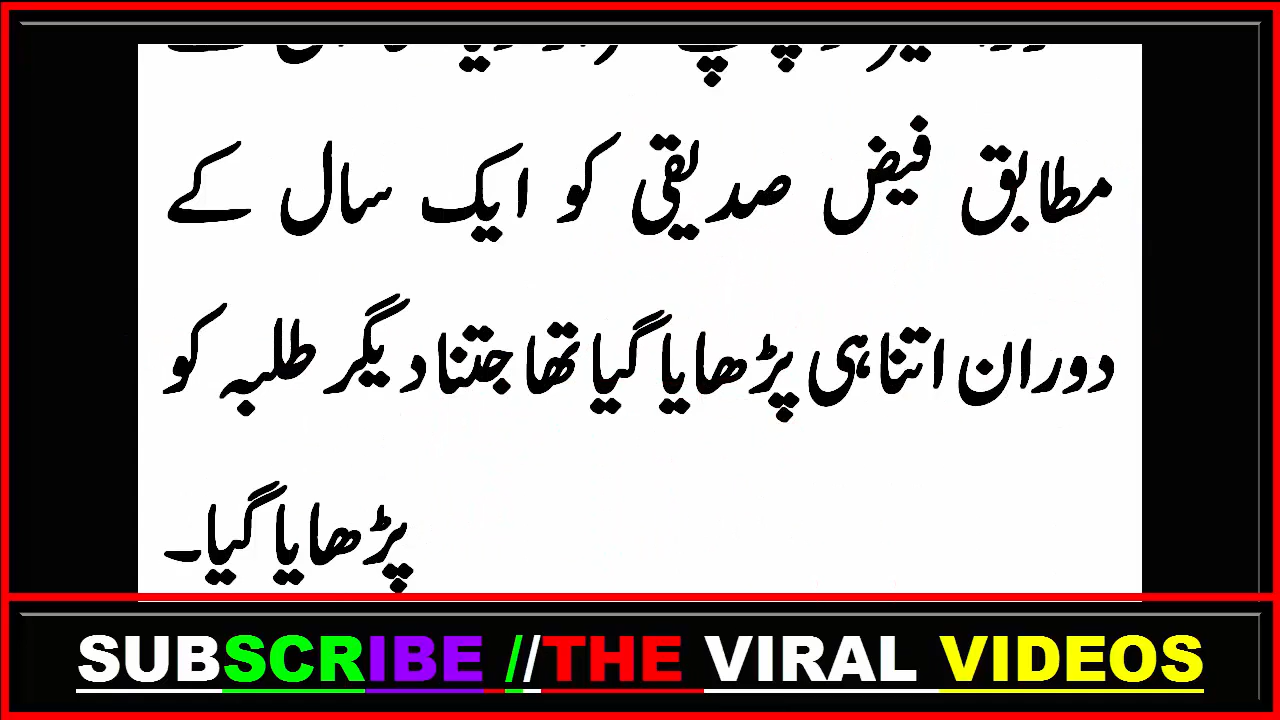 مطابق فیض صدیقی کو ایک سال کے
دوران اتنا ہی پڑھایا گیا تھا جتنا دیگر طلبہ کو
پڑھایا گیا۔
SUBSCRIBE //THE VIRAL VIDEOS